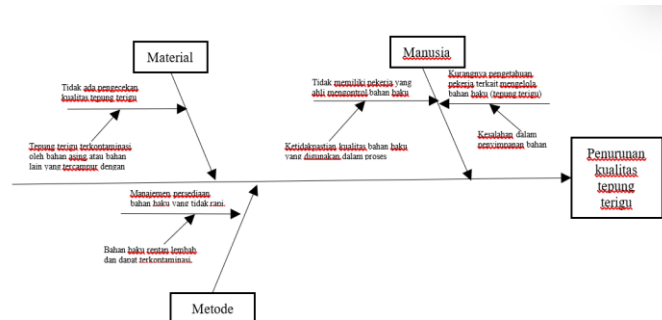 Material
Manusia
Tidak ada pengecekan
kualitas tepung terigu
Tepung terigu terkontaminasi
oleh bahan asing atau bahan
lain yang tercampur dengan
Tidak memiliki pekerja yang
ahli mengontrol bahan baku
Ketidakpastian kualitas bahan baku
yang digunakan dalam proses
Kurangnya pengetahuan
pekerja terkait mengelola
bahan baku (tepung terigu)
Kesalahan dalam
penyimpanan bahan
Penurunan
kualitas
tepung
terigu
Manajemen persediaan
bahan baku yang tidak rapi.
Bahan baku rentan lembab
dan dapat terkontaminasi.
Metode